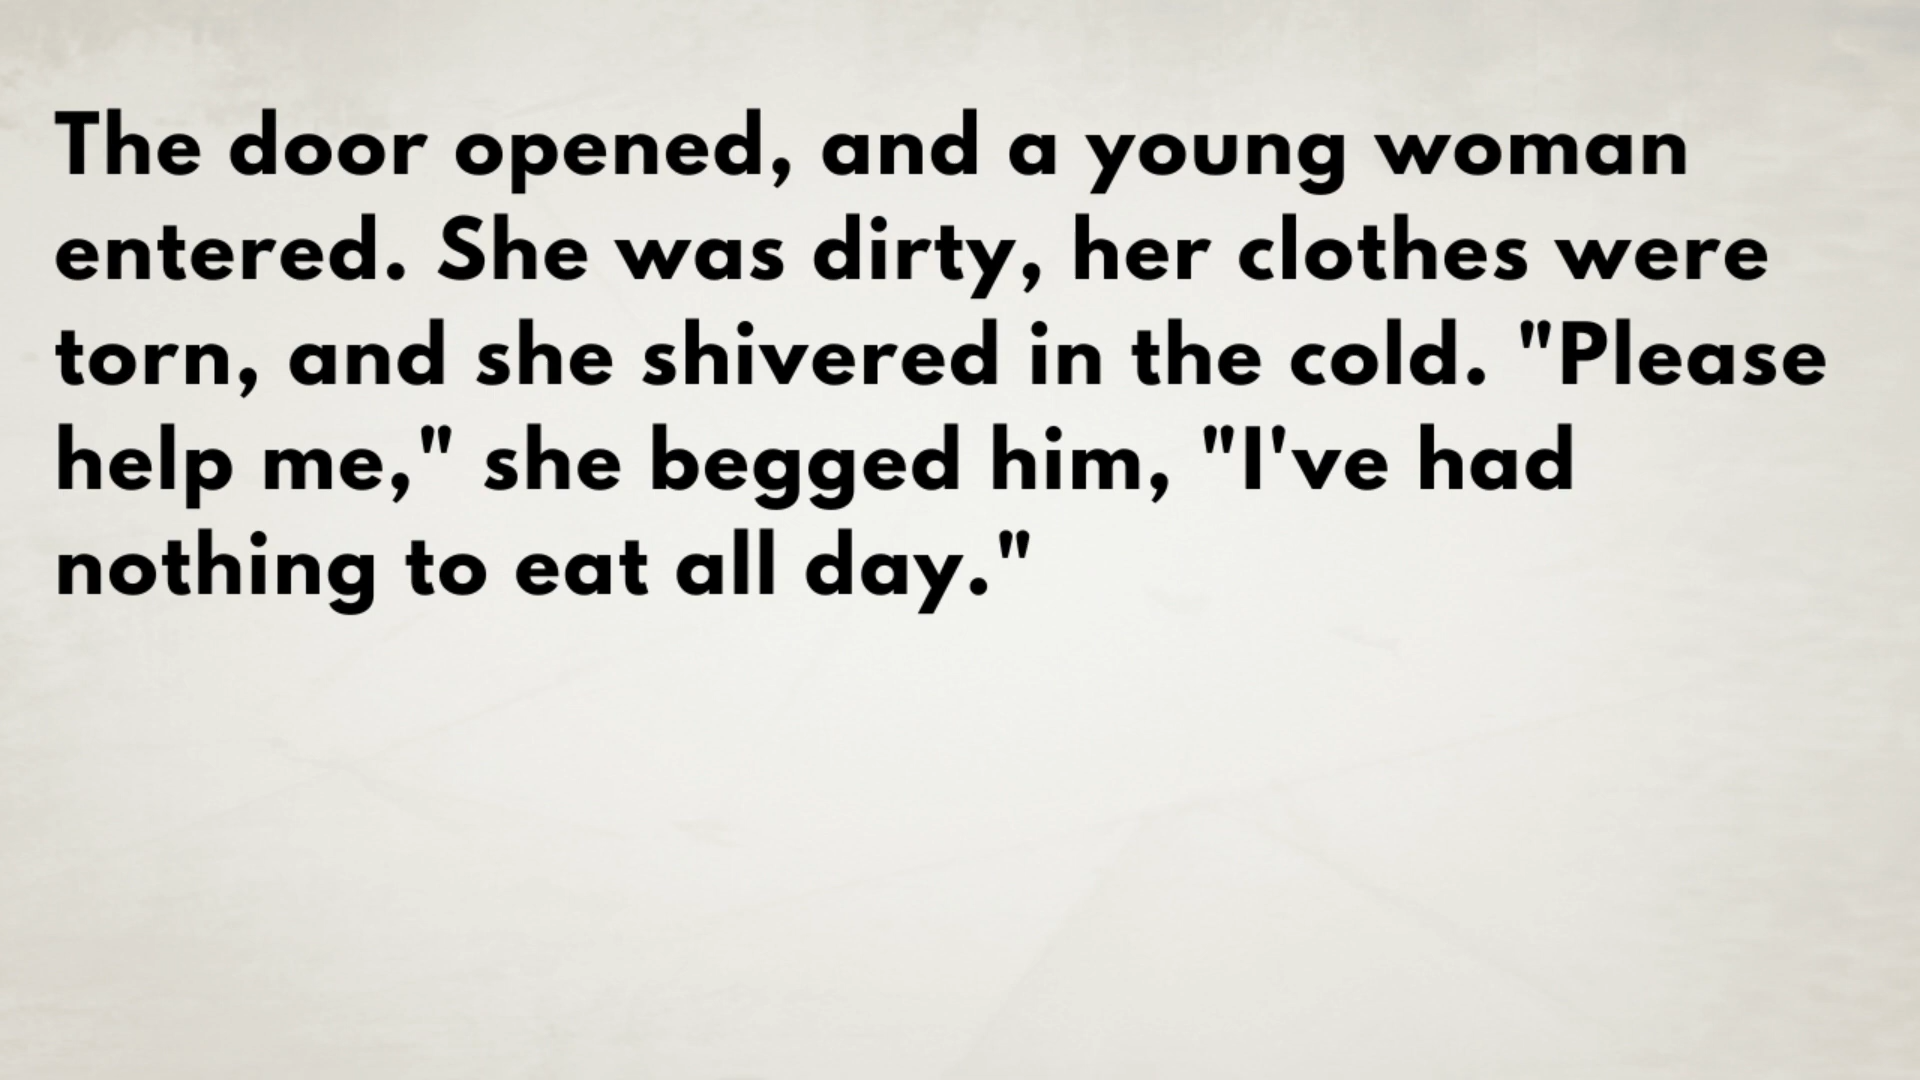 The door opened, and a young woman
entered. She was dirty, her clothes were
torn, and she shivered in the cold. "Please
help me," she begged him, "I've had
nothing to eat all day."